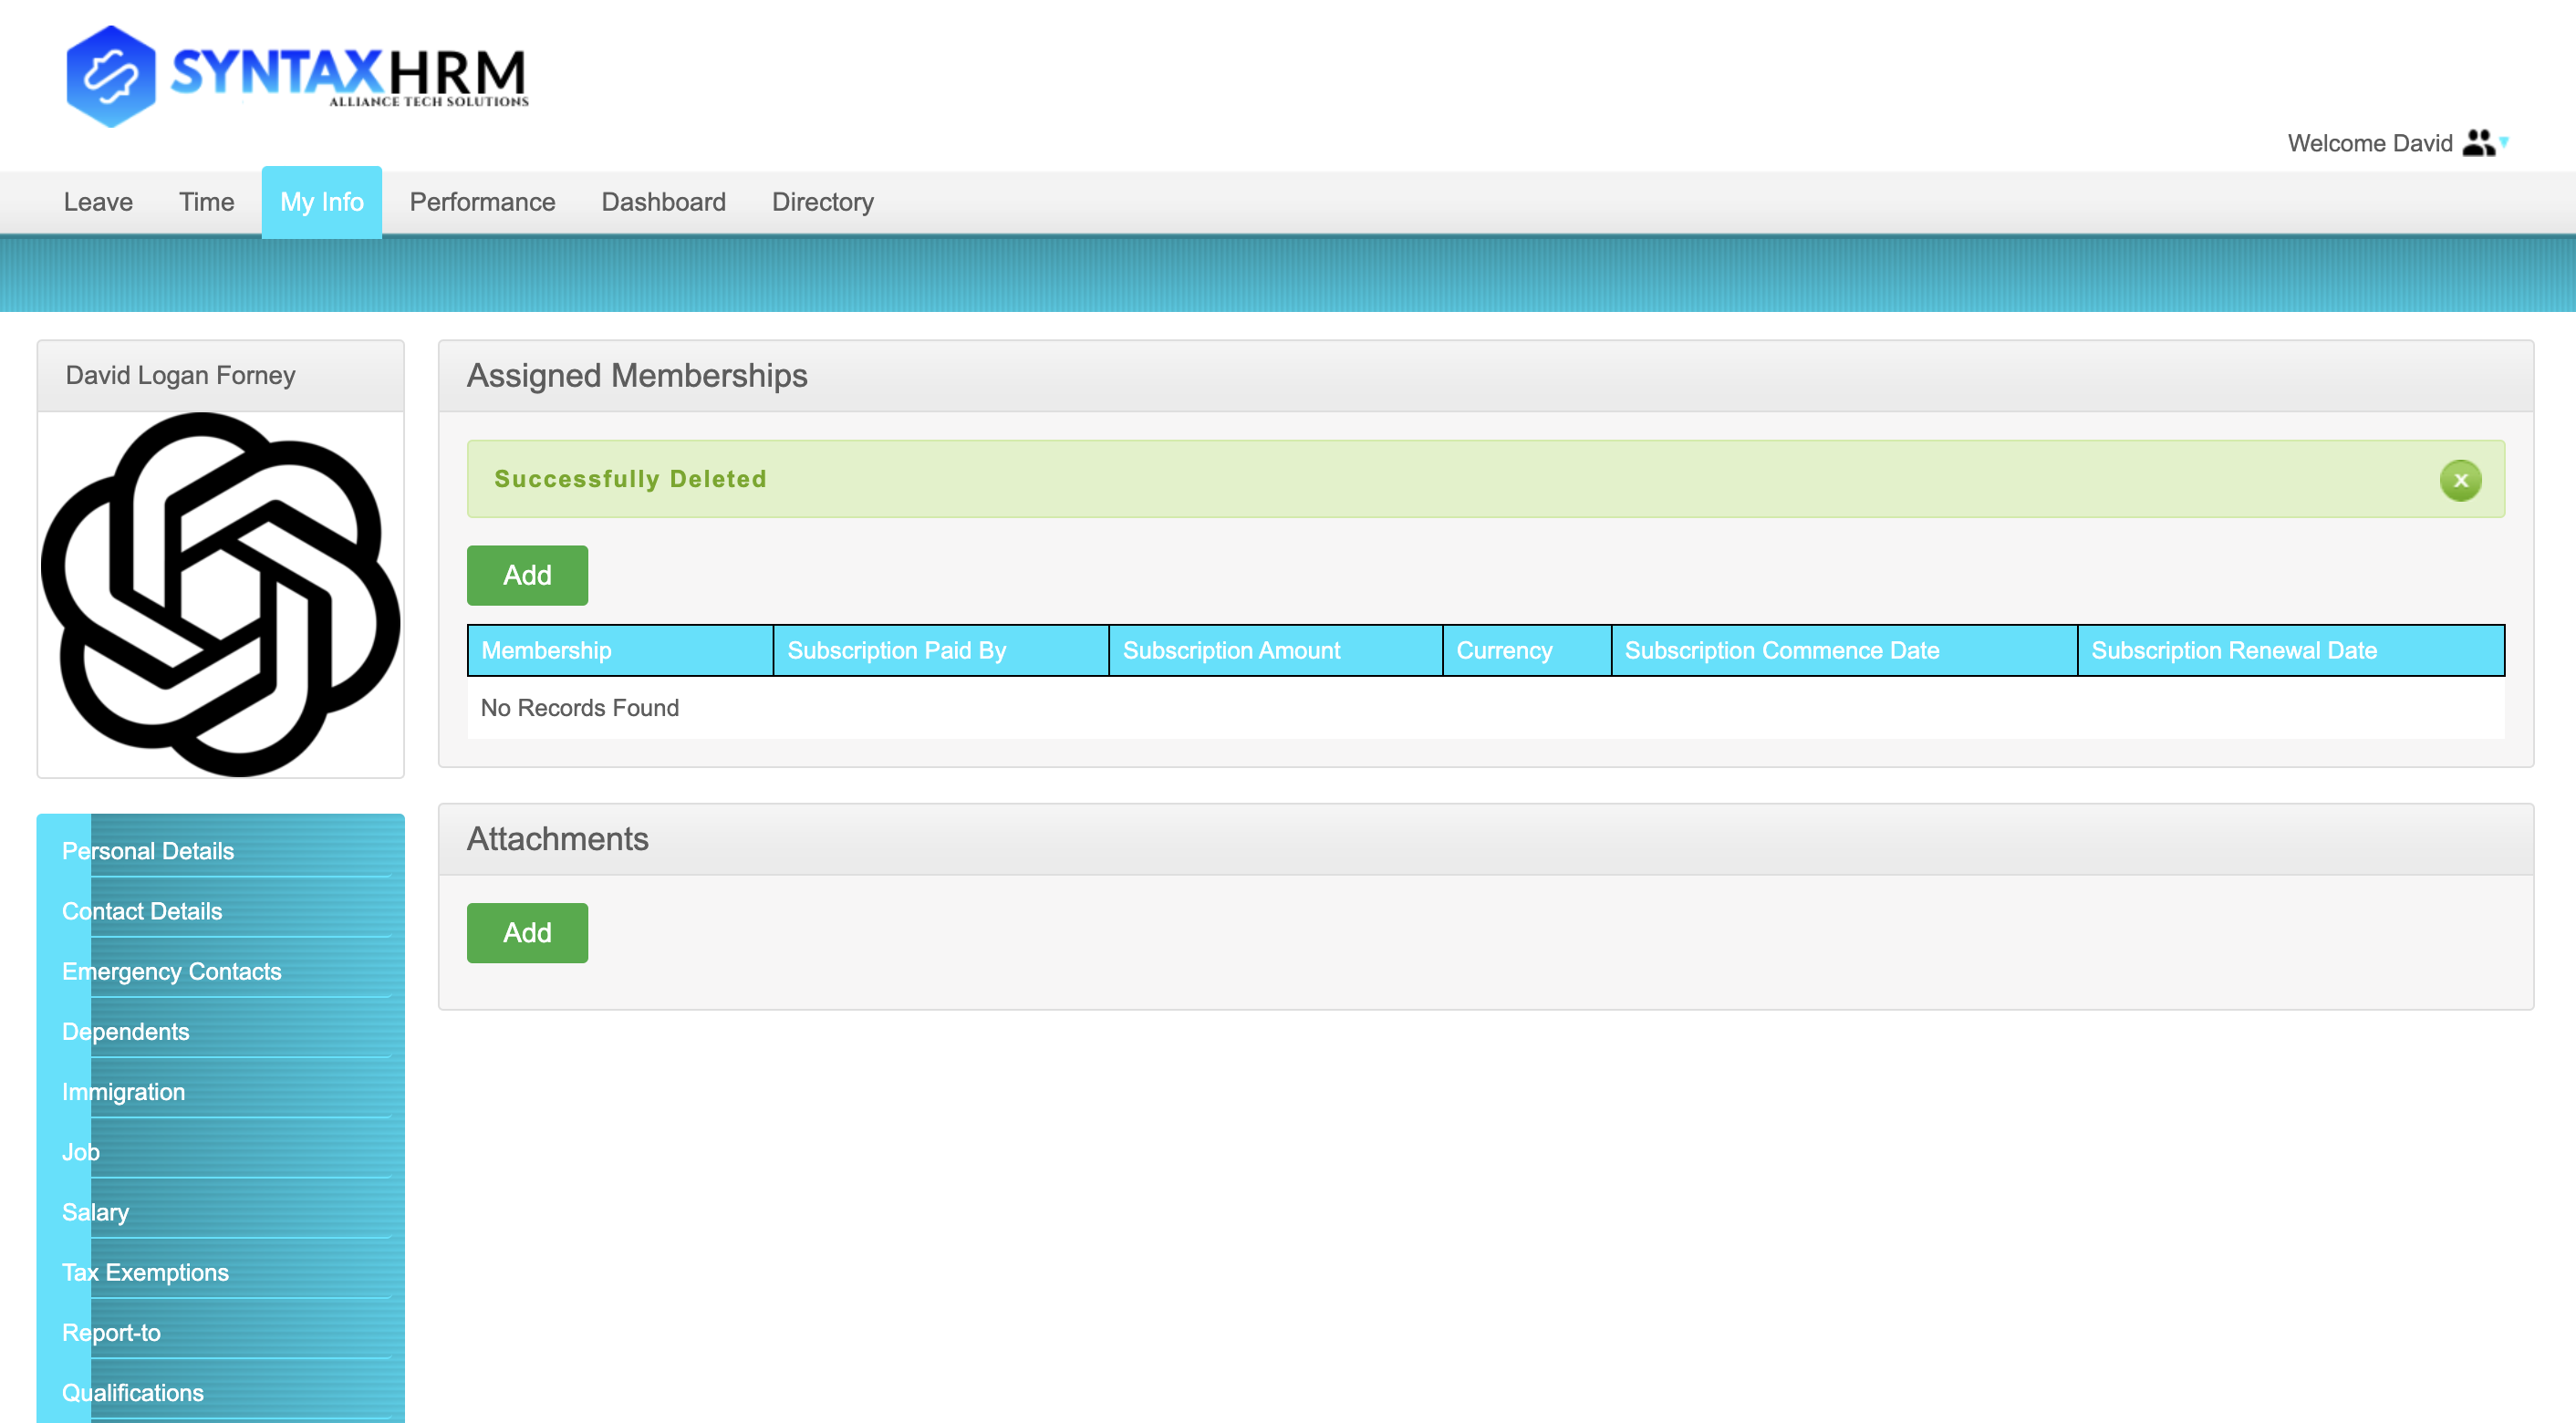 SYNTAXHRM
ALLIANCE TECH SOLUTIONS
Welcome David
Leave Time My Info Performance Dashboard Directory
David Logan Forney
Assigned Memberships
Successfully Deleted
x
Add
Membership Subscription Paid By Subscription Amount Currency Subscription Commence Date Subscription Renewal Date
No Records Found
Attachments
Add
Personal Details
Contact Details
Emergency Contacts
Dependents
Immigration
Job
Salary
Tax Exemptions
Report-to
Qualifications